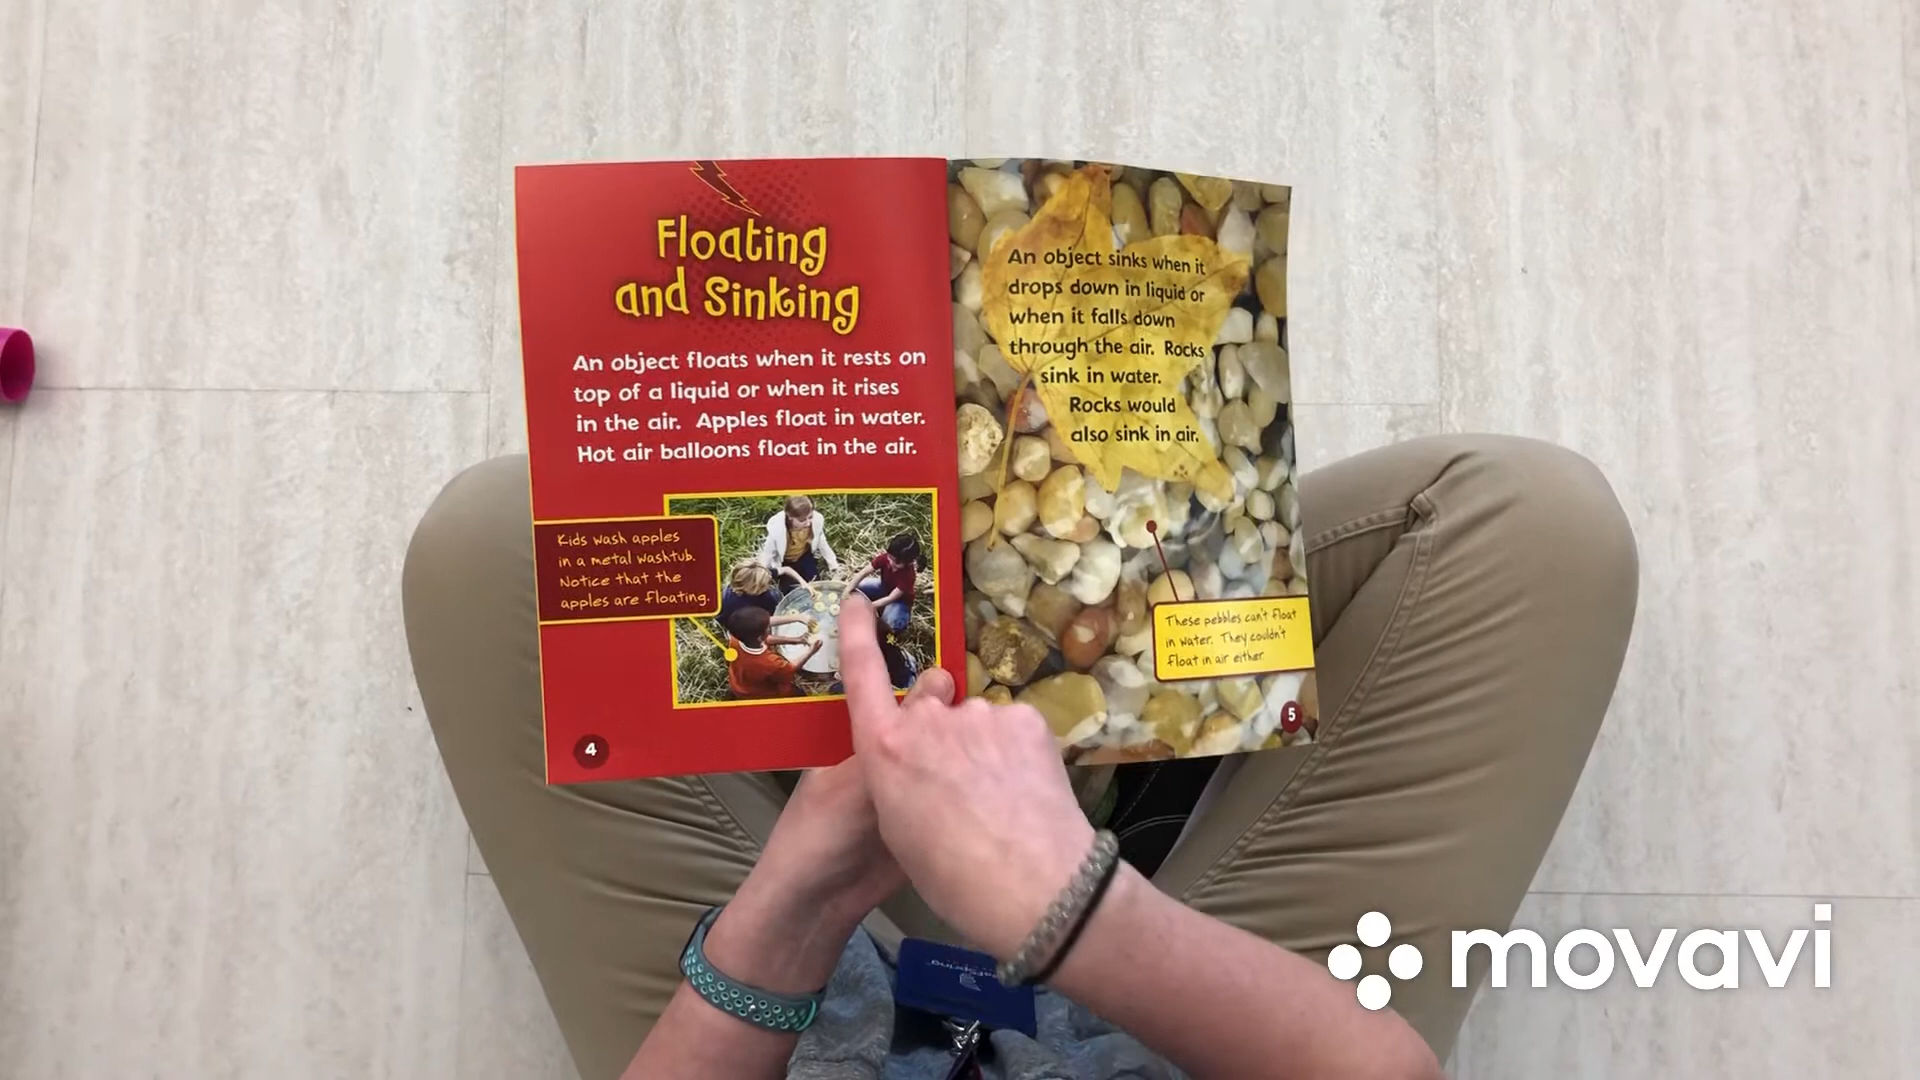 Floating
and Sinking
An object floats when it rests on
top of a liquid or when it rises
in the air. Apples float in water.
Hot air balloons float in the air.
Kids wash apples
in a metal washtub.
Notice that the
apples are floating.
4
An object sinks when it
drops down in liquid or
when it falls down
through the air. Rocks
sink in water.
Rocks would
also sink in air.
These pebbles can't float
in water. They couldn't
float in air either.
5
movavi